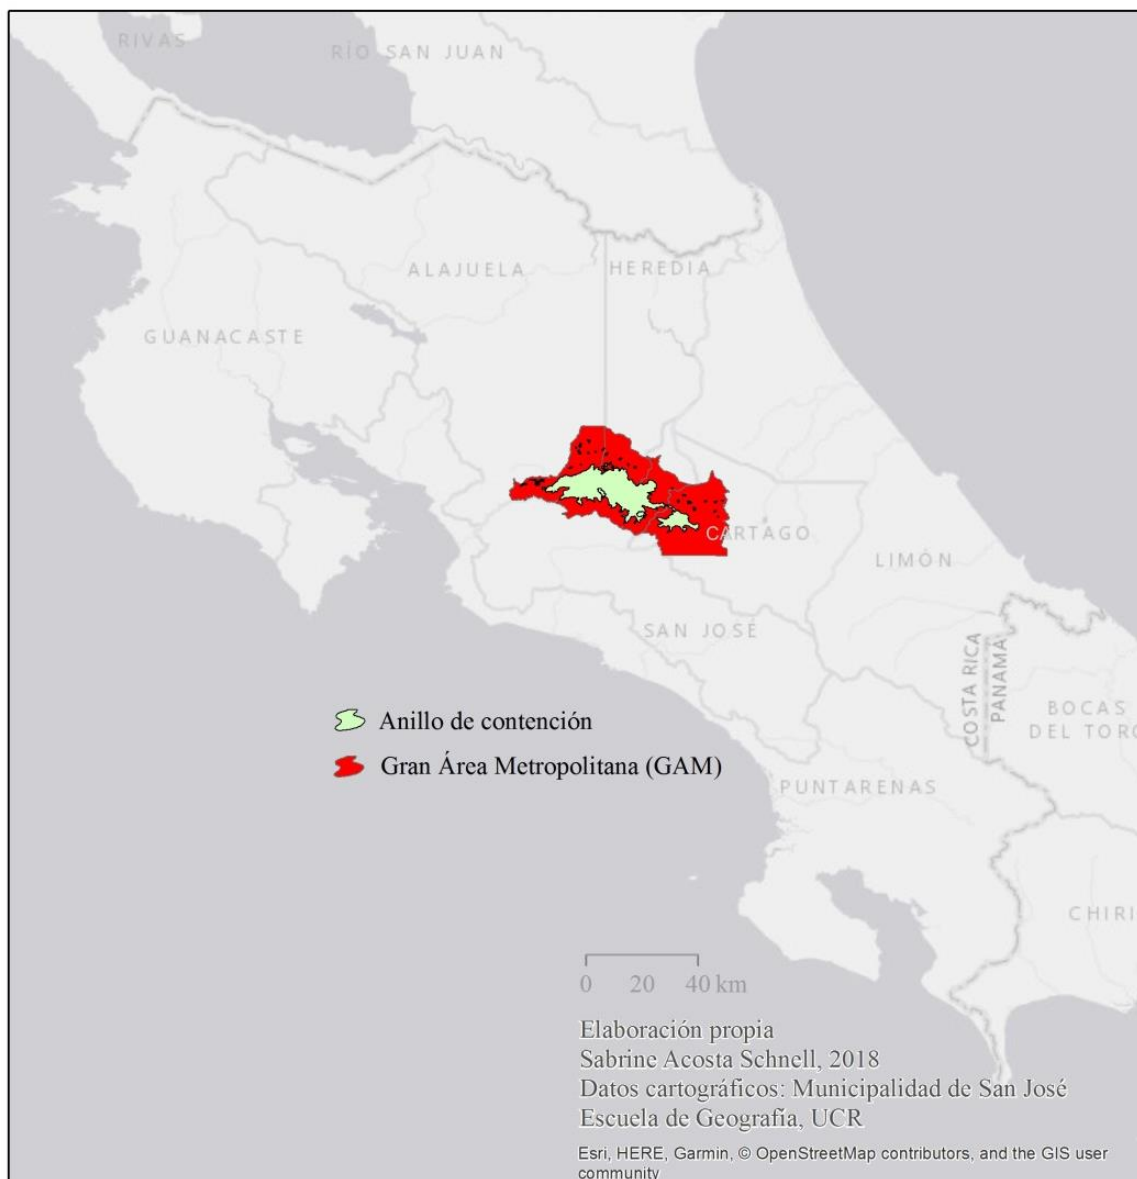 RIVAS
RÍO SAN JUAN
ALAJUELA
HEREDIA
GUANACASTE
CARTAGO
LIMÓN
SAN JOSÉ
COSTA RICA
PANAMÁ
BOCAS
DEL TORO
Anillo de contención
Gran Área Metropolitana (GAM)
PUNTARENAS
CHIRI
0 20 40 km
Elaboración propia
Sabrine Acosta Schnell, 2018
Datos cartográficos: Municipalidad de San José
Escuela de Geografía, UCR
Esri, HERE, Garmin, © OpenStreetMap contributors, and the GIS user
community